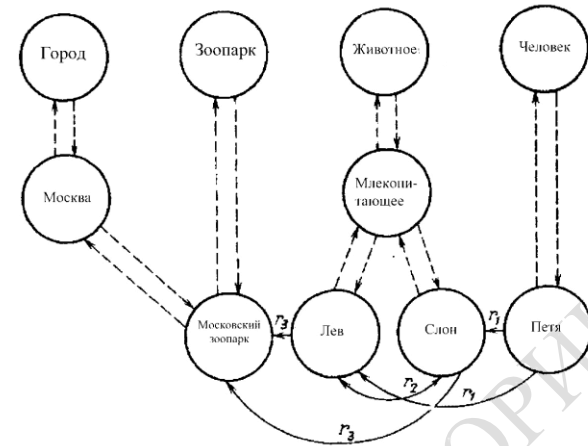 Город
Зоопарк
Животное
Человек
Москва
Млекопи-
тающее
Московский
зоопарк
r3
Лев
Слон
r1
Петя
r2
r1
r3